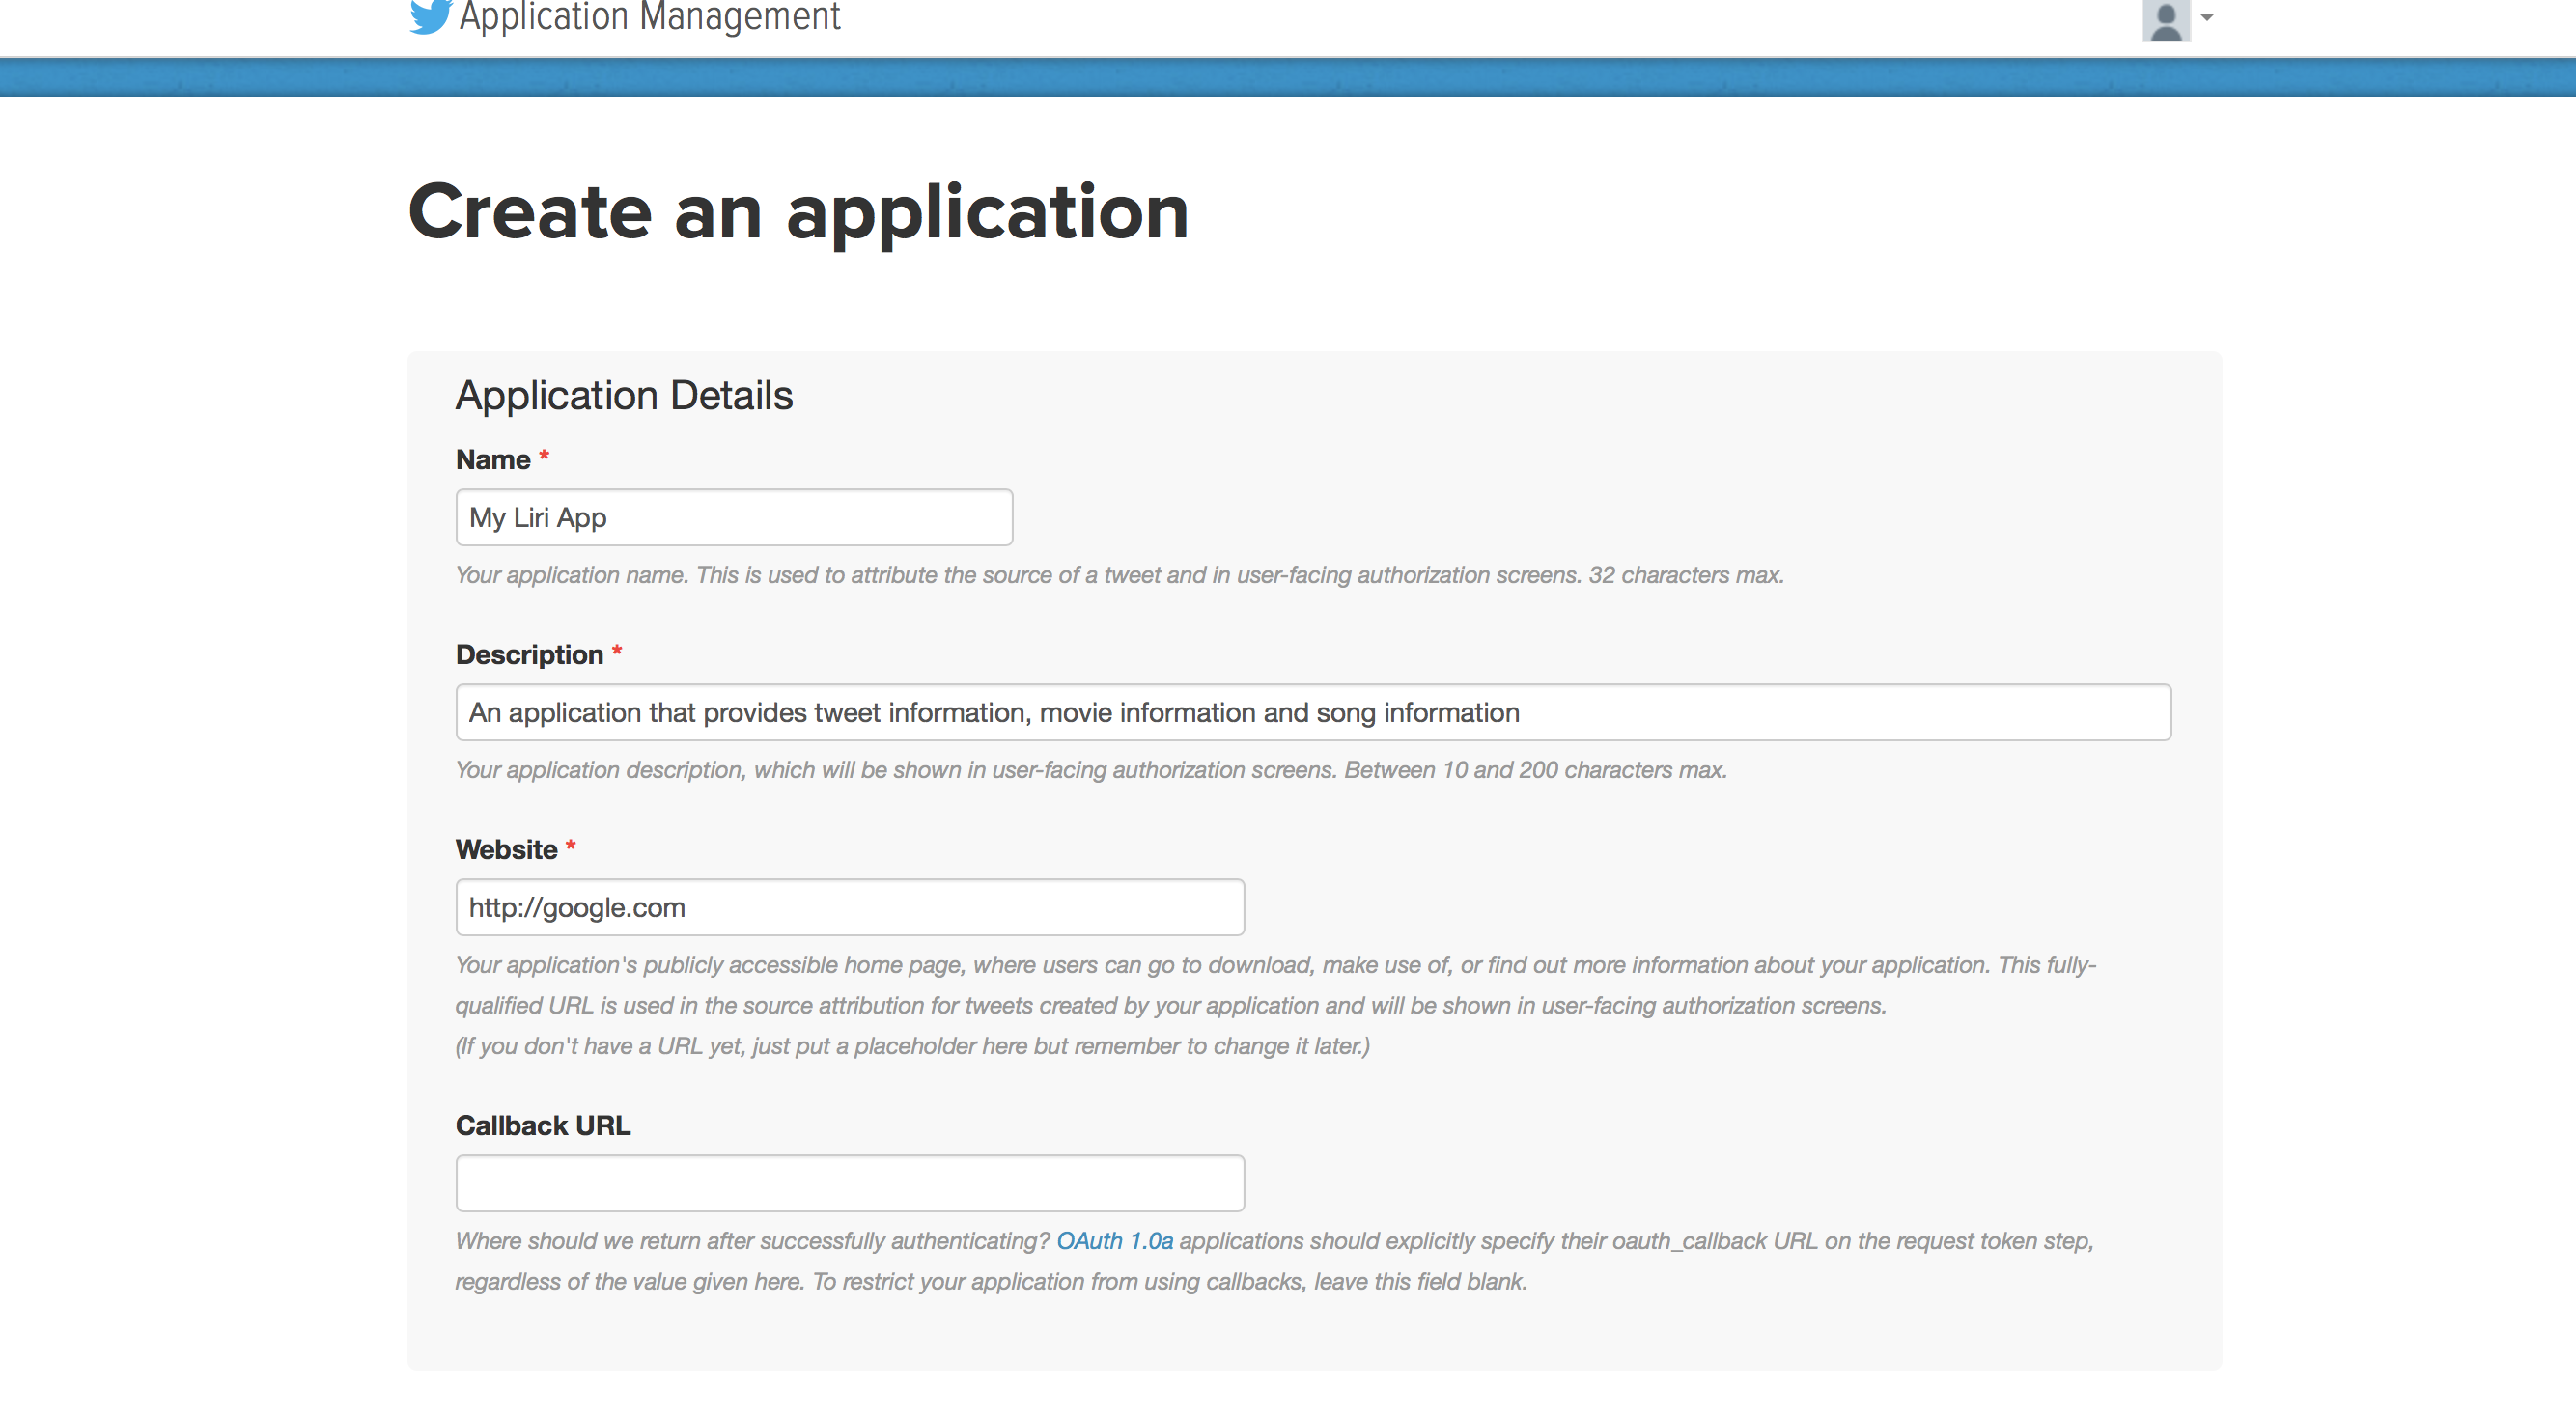 Application Management
Create an application
Application Details
Name *
My Liri App
Your application name. This is used to attribute the source of a tweet and in user-facing authorization screens. 32 characters max.
Description *
An application that provides tweet information, movie information and song information
Your application description, which will be shown in user-facing authorization screens. Between 10 and 200 characters max.
Website *
http://google.com
Your application's publicly accessible home page, where users can go to download, make use of, or find out more information about your application. This fully-
qualified URL is used in the source attribution for tweets created by your application and will be shown in user-facing authorization screens.
(If you don't have a URL yet, just put a placeholder here but remember to change it later.)
Callback URL
Where should we return after successfully authenticating? OAuth 1.0a applications should explicitly specify their oauth_callback URL on the request token step,
regardless of the value given here. To restrict your application from using callbacks, leave this field blank.